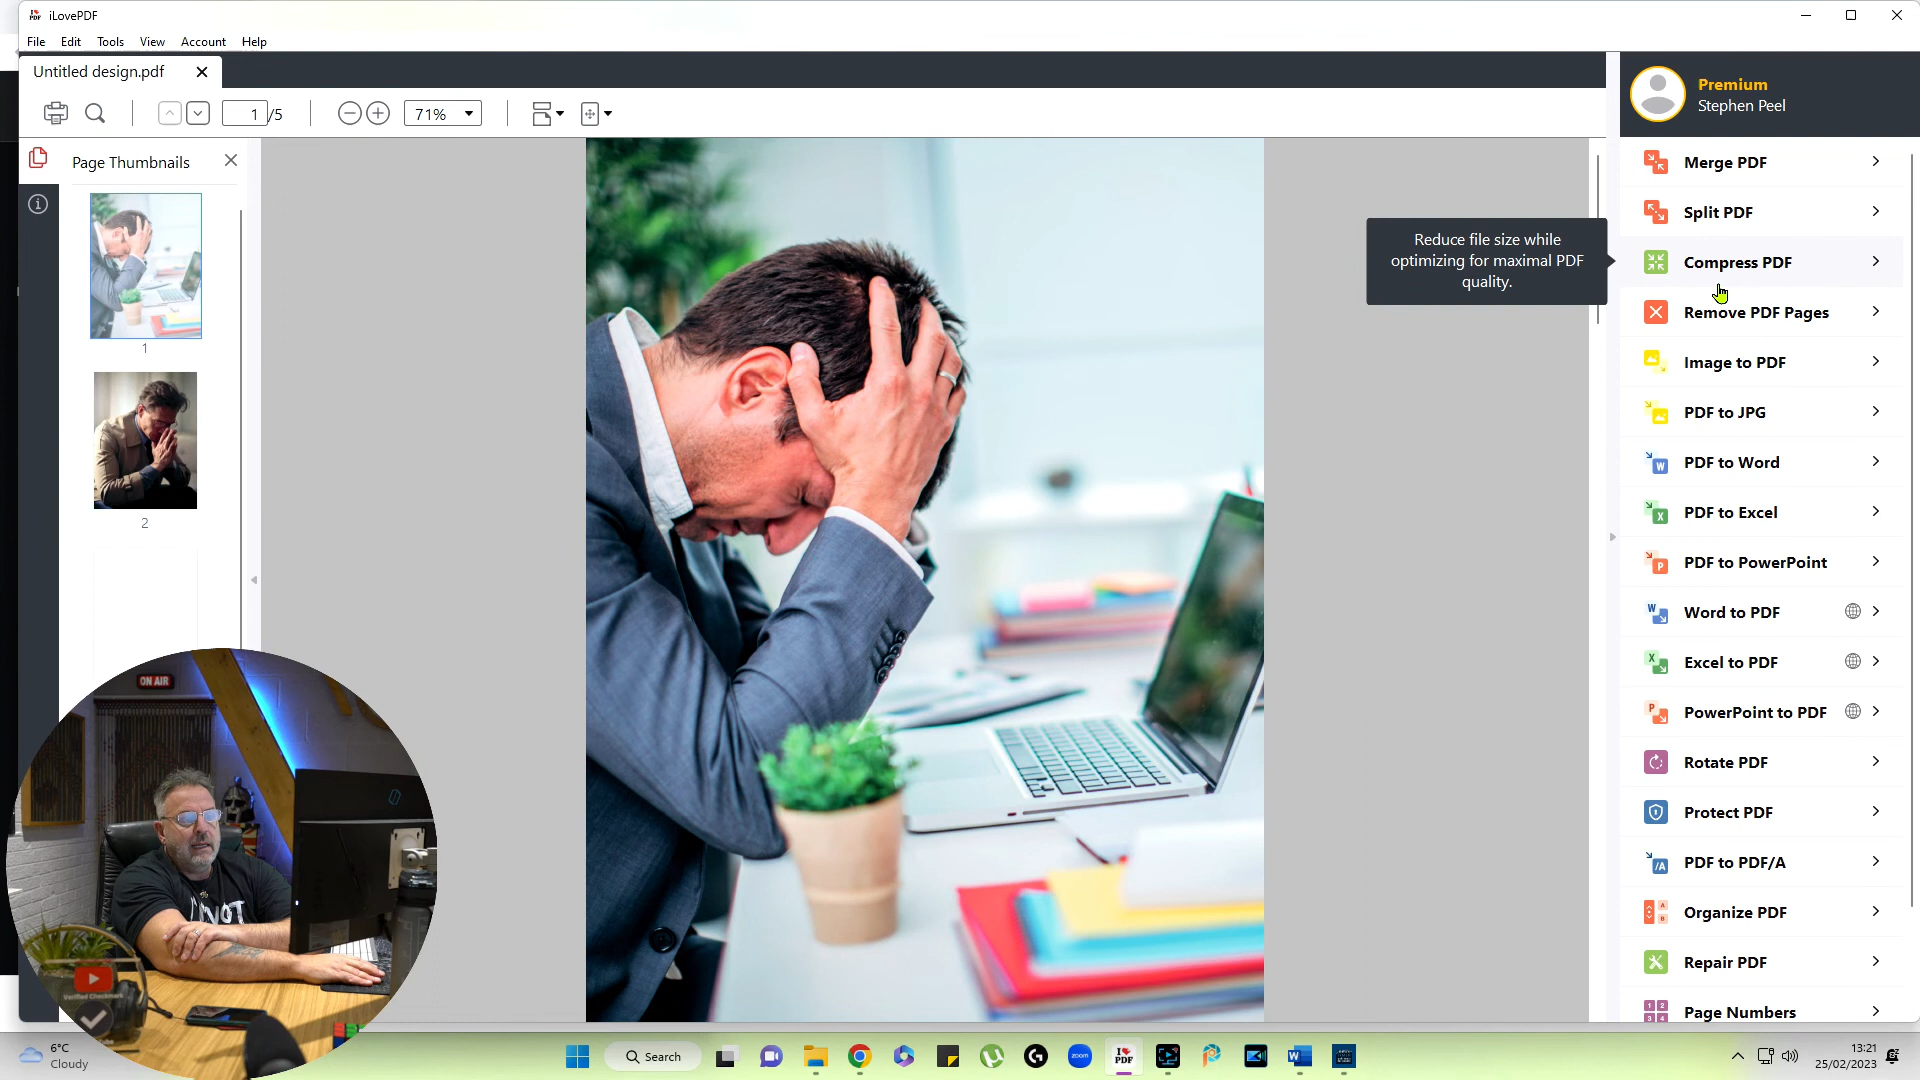 iLovePDF
File Edit Tools View Account Help
Untitled design.pdf
1 /5
71%
Page Thumbnails
1
2
Premium
Stephen Peel
Merge PDF
Split PDF
Reduce file size while
optimizing for maximal PDF
quality.
Compress PDF
Remove PDF Pages
Image to PDF
PDF to JPG
PDF to Word
PDF to Excel
PDF to PowerPoint
Word to PDF
Excel to PDF
PowerPoint to PDF
Rotate PDF
Protect PDF
PDF to PDF/A
Organize PDF
Repair PDF
Page Numbers
ON AIR
Verified Checkmark
6°C
Cloudy
Search
zoom
I PDF
13:21
25/02/2023